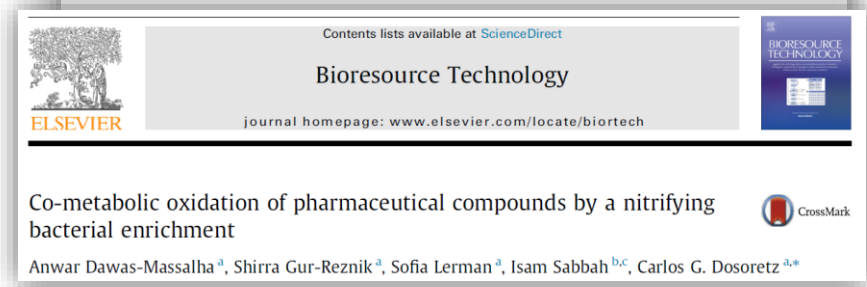 Contents lists available at ScienceDirect
Bioresource Technology
journal homepage: www.elsevier.com/locate/biortech
ELSEVIER
BIORESOURCE
TECHNOLOGY
Co-metabolic oxidation of pharmaceutical compounds by a nitrifying
bacterial enrichment
CrossMark
Anwar Dawas-Massalha a, Shirra Gur-Reznik a, Sofia Lerman a, Isam Sabbah b,c, Carlos G. Dosoretz a,*